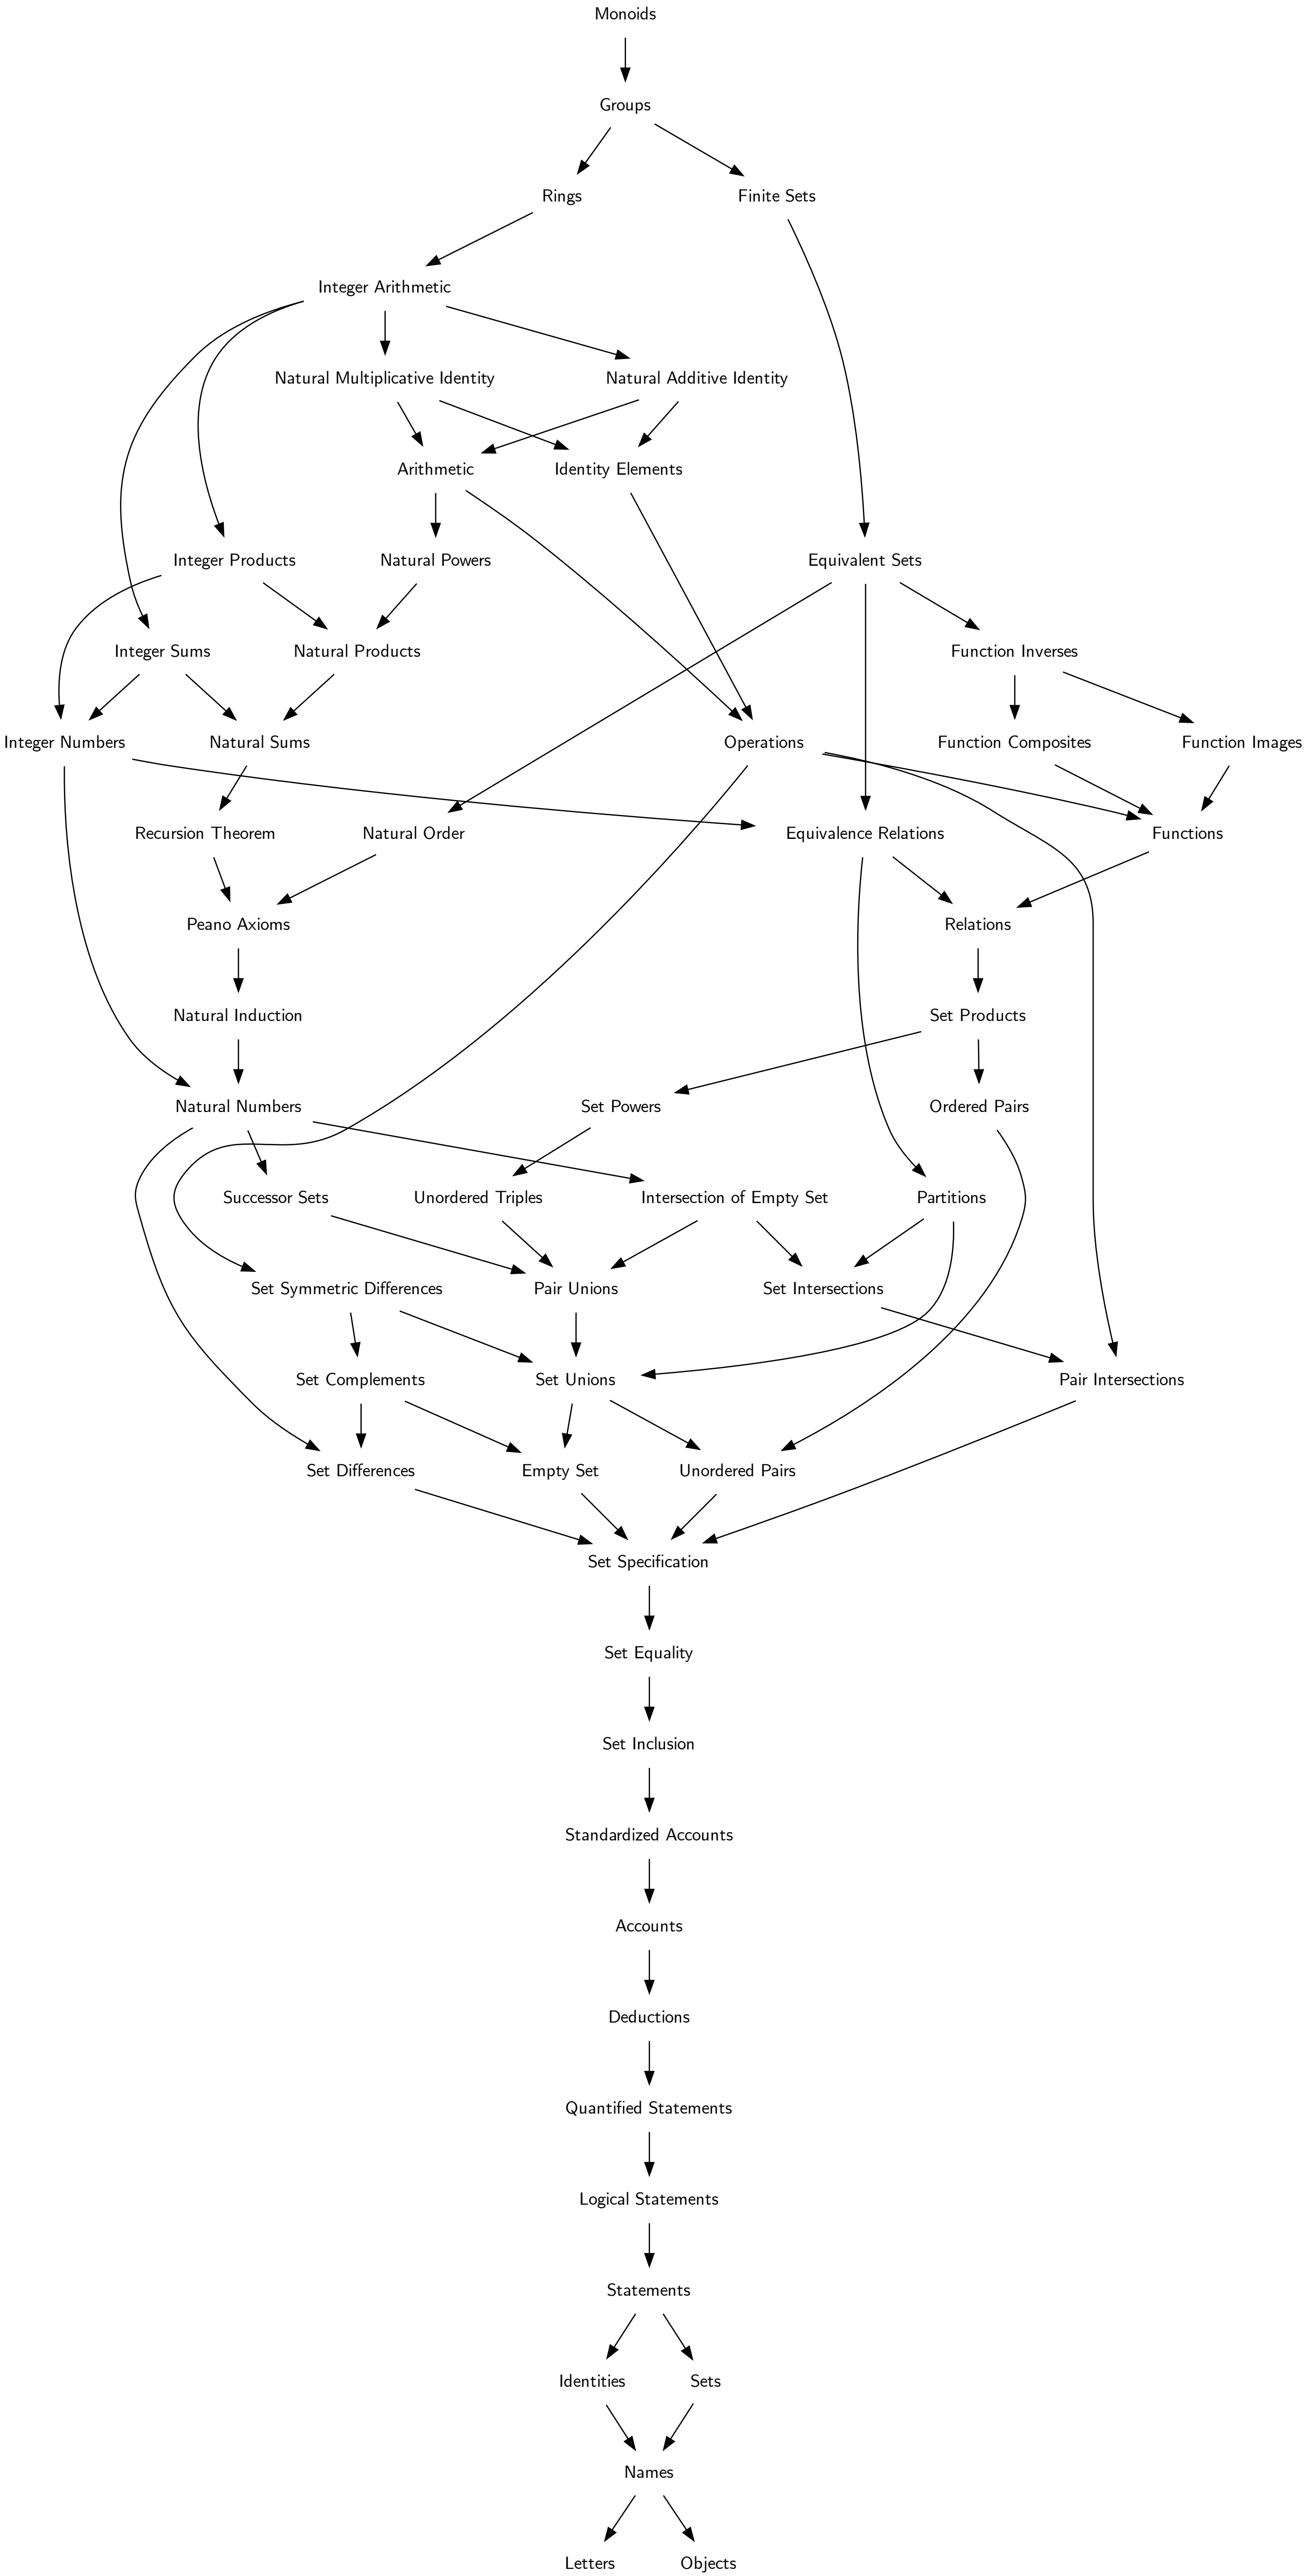 Monoids
Groups
Rings
Finite Sets
Integer Arithmetic
Natural Multiplicative Identity
Natural Additive Identity
Arithmetic
Identity Elements
Integer Products
Natural Powers
Equivalent Sets
Integer Sums
Natural Products
Function Inverses
Integer Numbers
Natural Sums
Operations
Function Composites
Function Images
Recursion Theorem
Natural Order
Equivalence Relations
Functions
Peano Axioms
Relations
Natural Induction
Set Products
Natural Numbers
Set Powers
Ordered Pairs
Successor Sets
Unordered Triples
Intersection of Empty Set
Partitions
Set Symmetric Differences
Pair Unions
Set Intersections
Set Complements
Set Unions
Pair Intersections
Set Differences
Empty Set
Unordered Pairs
Set Specification
Set Equality
Set Inclusion
Standardized Accounts
Accounts
Deductions
Quantified Statements
Logical Statements
Statements
Identities
Sets
Names
Letters
Objects